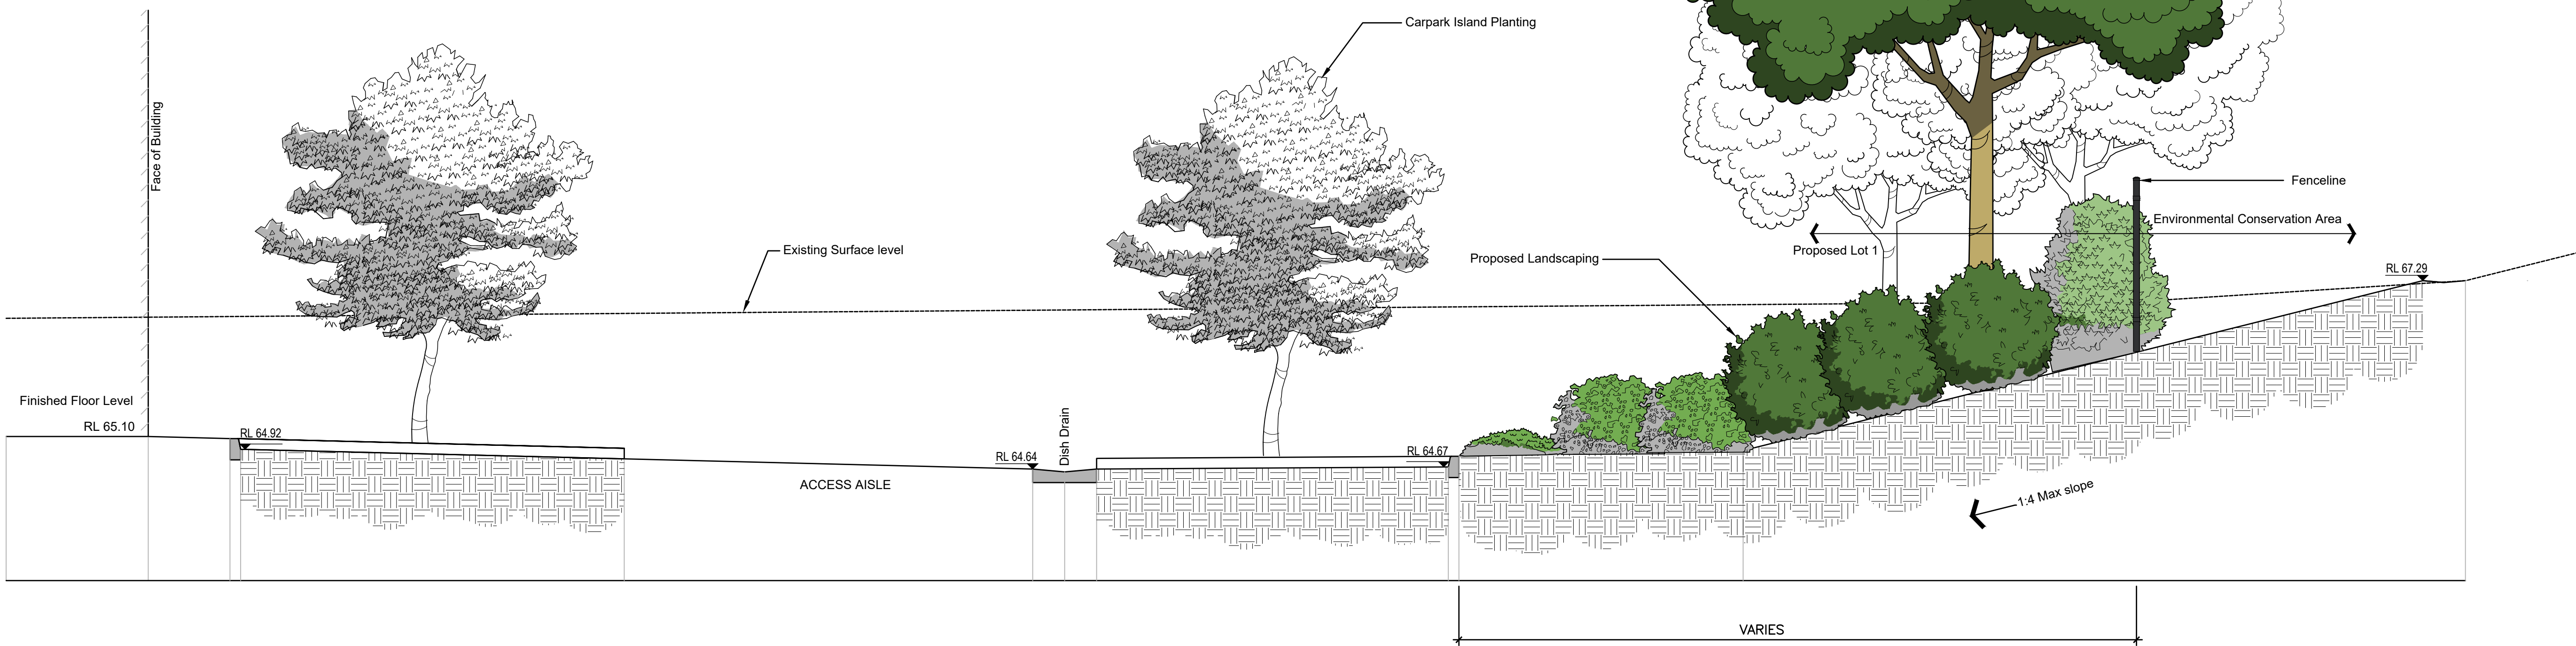 Carpark Island Planting
Face of Building
Fenceline
Environmental Conservation Area
Proposed Lot 1
Existing Surface level
Proposed Landscaping
RL 67.29
Finished Floor Level
RL 65.10
RL 64.92
Dish Drain
RL 64.64
RL 64.67
ACCESS AISLE
1:4 Max slope
VARIES